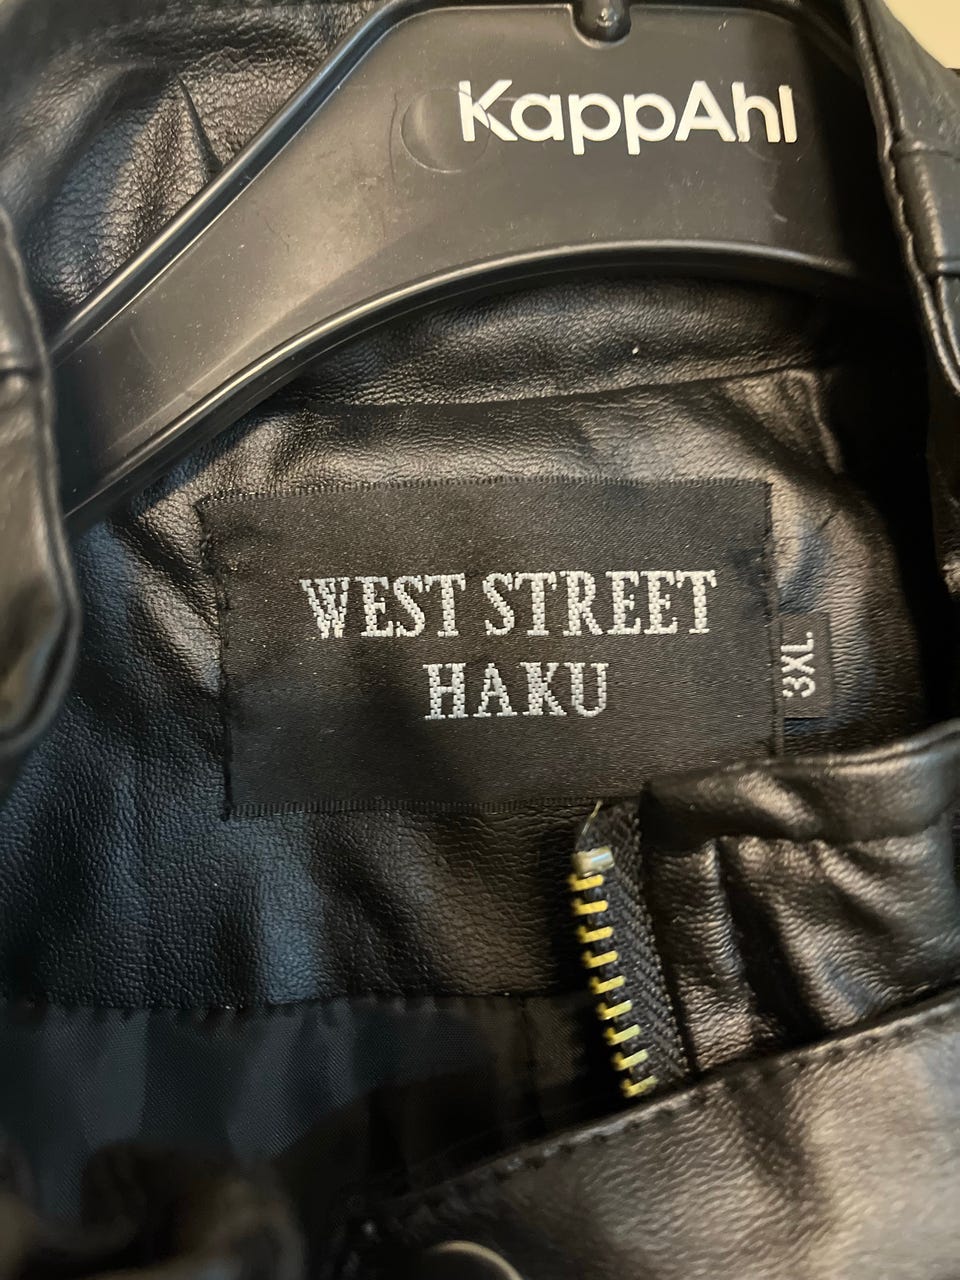 KappAhl
WEST STREET
HAKU
3XL